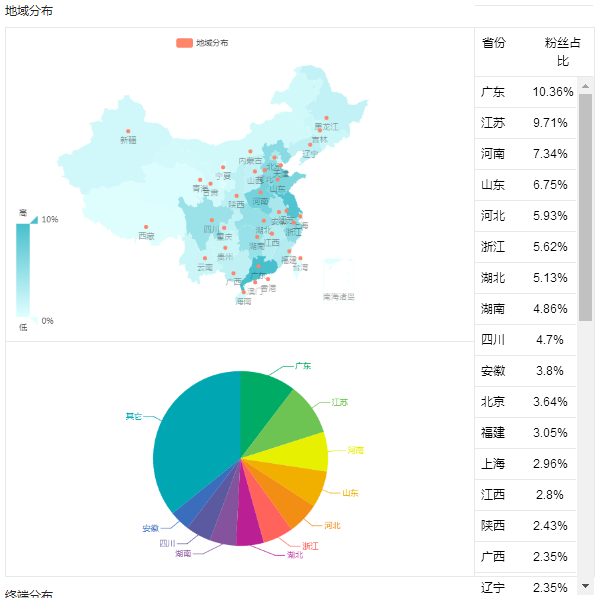 地域分布
地域分布
黑龙江
吉林
新疆
辽宁
内蒙古
北京
天津
宁夏
山西
河北
青海
甘肃
山东
陕西
河南
高
10%
0%
低
四川
重庆
湖北
安徽
上海
浙江
西藏
湖南
江西
贵州
云南
福建
台湾
广西
广东
澳门
香港
海南
南海诸岛
广东
江苏
河南
山东
河北
浙江
湖北
湖南
四川
安徽
其它
省份
粉丝占
比
广东 10.36%
江苏 9.71%
河南 7.34%
山东 6.75%
河北 5.93%
浙江 5.62%
湖北 5.13%
湖南 4.86%
四川 4.7%
安徽 3.8%
北京 3.64%
福建 3.05%
上海 2.96%
江西 2.8%
陕西 2.43%
广西 2.35%
辽宁 2.35%
终端分布